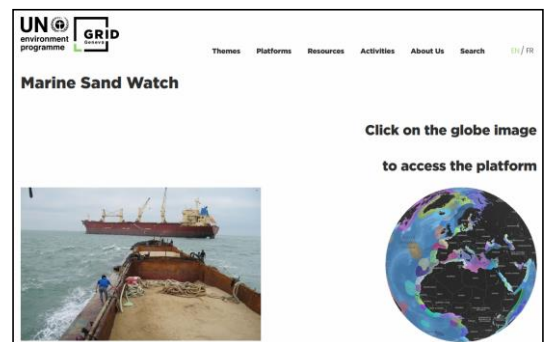 UN
environment
programme
GRID
Geneva
Themes Platforms Resources Activities About Us Search EN / FR
Marine Sand Watch
Click on the globe image
to access the platform